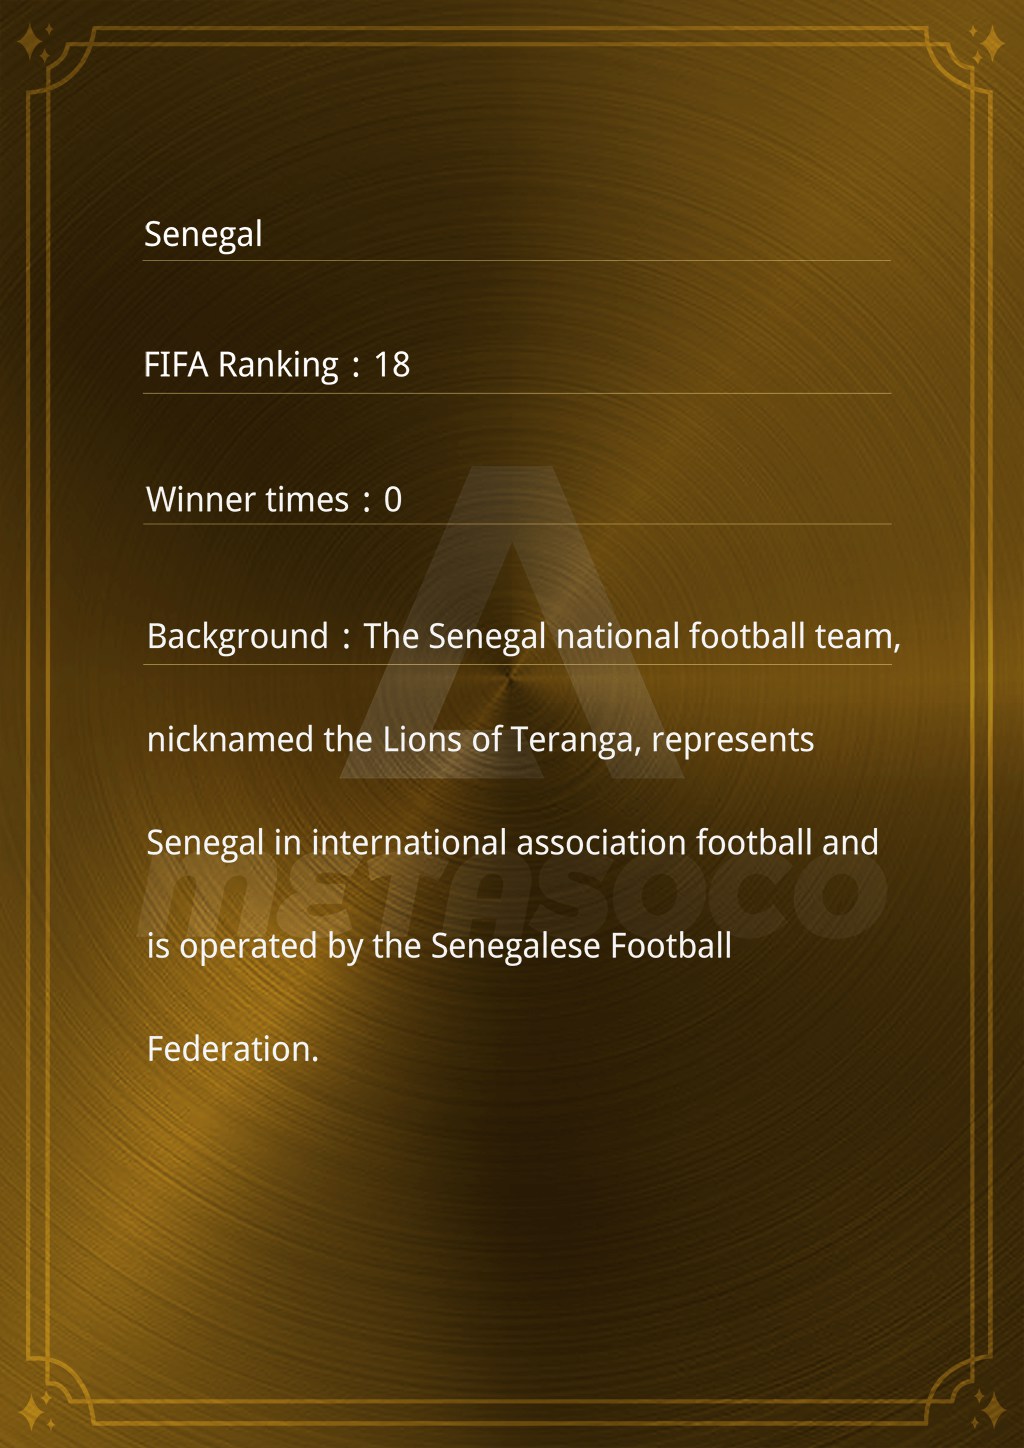 Senegal
FIFA Ranking：18
Winner times：0
Background：The Senegal national football team,
nicknamed the Lions of Teranga, represents
Senegal in international association football and
METASOCO
is operated by the Senegalese Football
Federation.